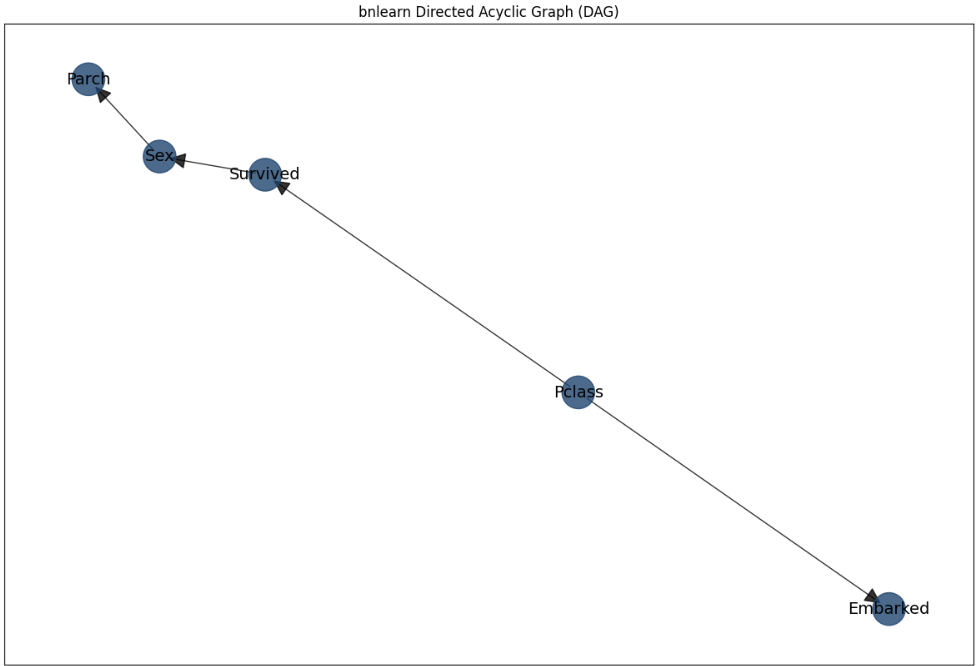 bnlearn Directed Acyclic Graph (DAG)
Parch
Sex
Survived
Pclass
Embarked